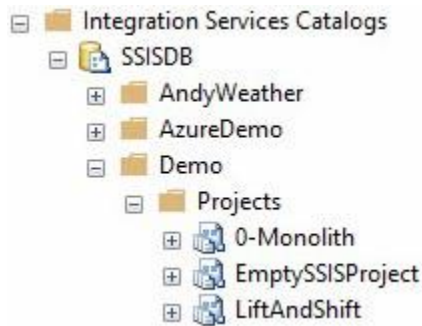 Integration Services Catalogs
SSISDB
AndyWeather
AzureDemo
Demo
Projects
0-Monolith
EmptySSISProject
LiftAndShift